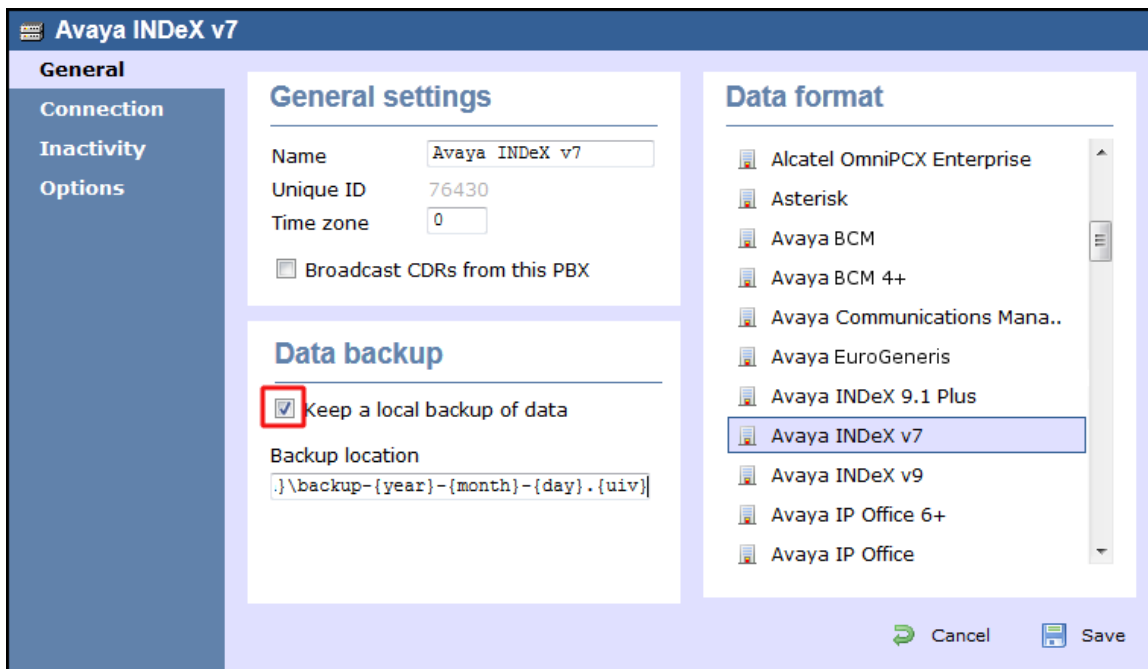 Avaya INDeX v7
General
Connection
Inactivity
Options
General settings
Name Avaya INDeX v7
Unique ID 76430
Time zone 0
Broadcast CDRs from this PBX
Data backup
Keep a local backup of data
Backup location
.}\backup-{year}-{month}-{day}.{uiv}
Data format
Alcatel OmniPCX Enterprise
Asterisk
Avaya BCM
Avaya BCM 4+
Avaya Communications Mana..
Avaya EuroGeneris
Avaya INDeX 9.1 Plus
Avaya INDeX v7
Avaya INDeX v9
Avaya IP Office 6+
Avaya IP Office
Cancel Save